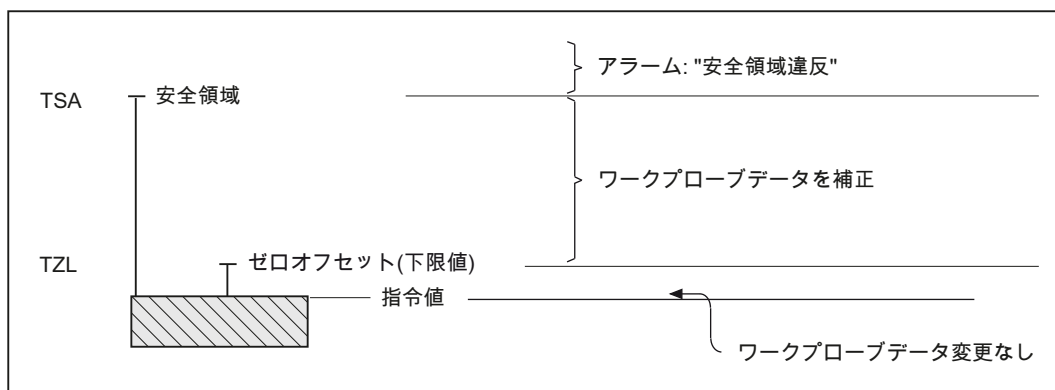 アラーム: "安全領域違反"
TSA
安全領域
ワークプローブデータを補正
TZL
ゼロオフセット(下限値)
指令値
ワークプローブデータ変更なし